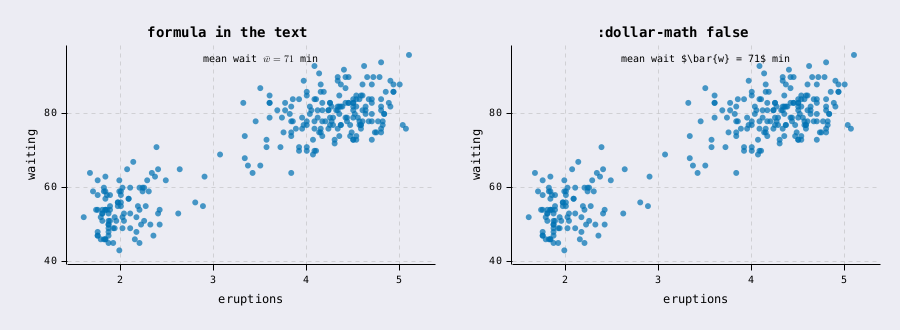 formula in the text
mean wait w̄ = 71 min
waiting
80
60
40
2
3
4
5
eruptions
:dollar-math false
mean wait $\bar{w} = 71$ min
waiting
80
60
40
2
3
4
5
eruptions